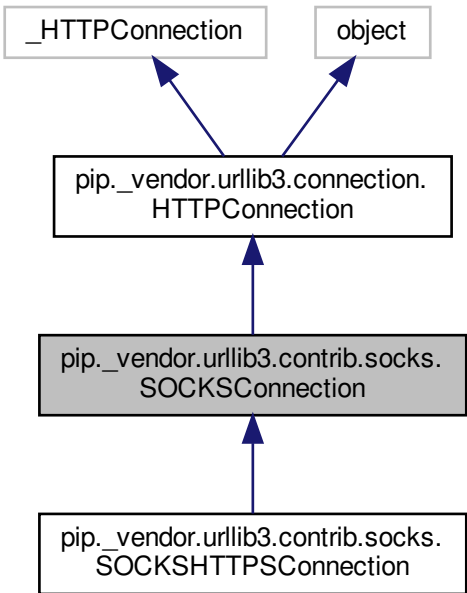 _HTTPConnection
object
pip._vendor.urllib3.connection.
HTTPConnection
pip._vendor.urllib3.contrib.socks.
SOCKSConnection
pip._vendor.urllib3.contrib.socks.
SOCKSHTTPSConnection